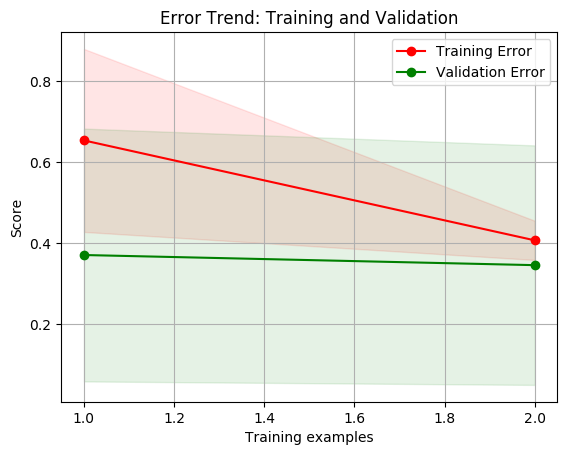 Error Trend: Training and Validation
Training Error
Validation Error
Score
0.8
0.6
0.4
0.2
1.0 1.2 1.4 1.6 1.8 2.0
Training examples